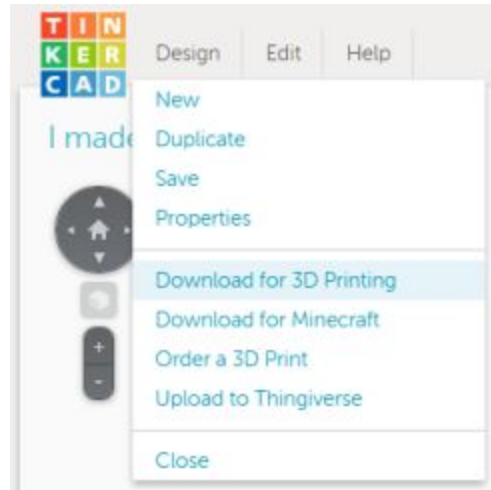 TIN
KER
CAD
Design Edit Help
I made
New
Duplicate
Save
Properties
Download for 3D Printing
Download for Minecraft
Order a 3D Print
Upload to Thingiverse
Close